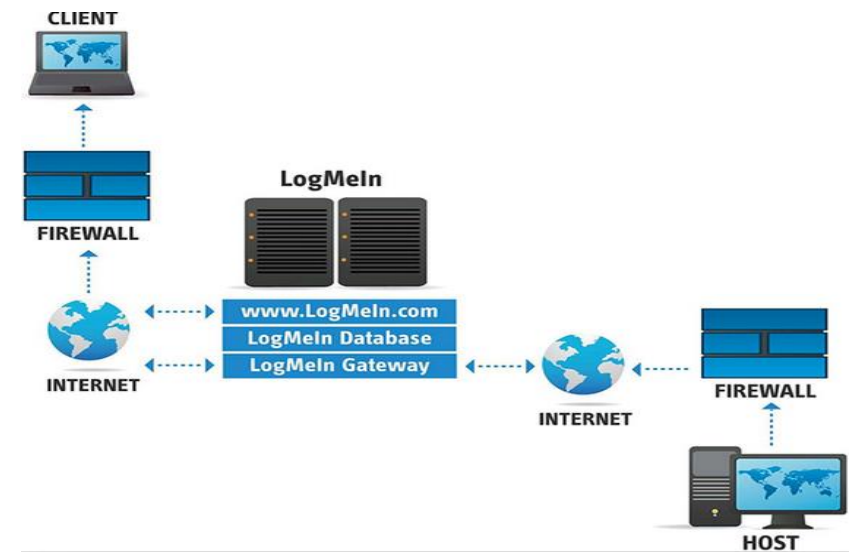 CLIENT
FIREWALL
LogMeIn
www.LogMeIn.com
LogMeIn Database
LogMeIn Gateway
INTERNET
INTERNET
FIREWALL
HOST